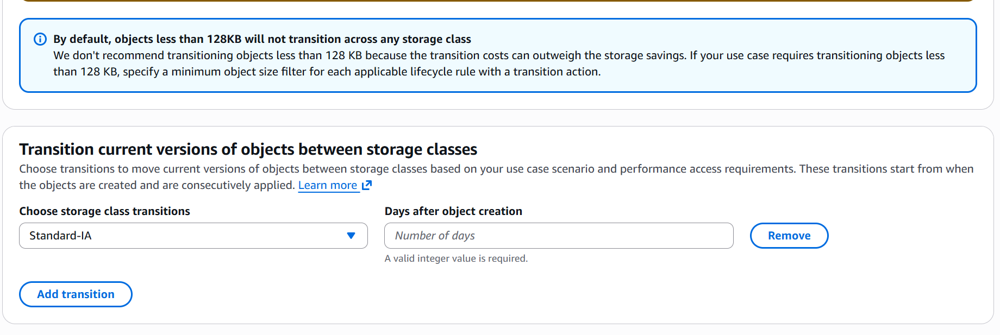 By default, objects less than 128KB will not transition across any storage class
We don't recommend transitioning objects less than 128 KB because the transition costs can outweigh the storage savings. If your use case requires transitioning objects less
than 128 KB, specify a minimum object size filter for each applicable lifecycle rule with a transition action.
Transition current versions of objects between storage classes
Choose transitions to move current versions of objects between storage classes based on your use case scenario and performance access requirements. These transitions start from when
the objects are created and are consecutively applied. Learn more
Choose storage class transitions
Days after object creation
Standard-IA
Number of days
Remove
A valid integer value is required.
Add transition